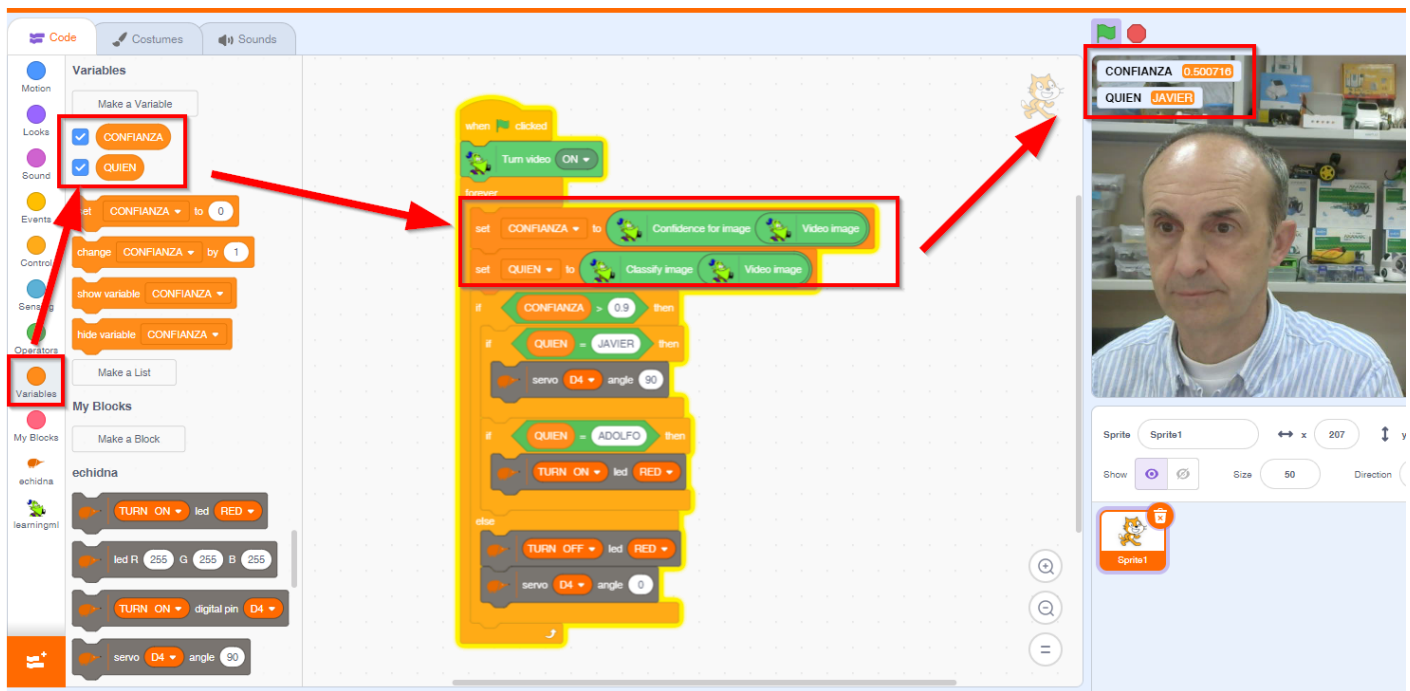 Code
Costumes
Sounds
Motion
Looks
Sound
Events
Control
Sensing
Operators
Variables
My Blocks
echidna
learningml
Variables
Make a Variable
CONFIANZA
QUIEN
set CONFIANZA to 0
change CONFIANZA by 1
show variable CONFIANZA
hide variable CONFIANZA
Make a List
My Blocks
Make a Block
echidna
TURN ON led RED
led R 255 G 255 B 255
TURN ON digital pin D4
servo D4 angle 90
when clicked
Turn video ON
forever
set CONFIANZA to Confidence for image Video image
set QUIEN to Classify image Video image
if CONFIANZA > 0.9 then
if QUIEN = JAVIER then
servo D4 angle 90
if QUIEN = ADOLFO then
TURN ON led RED
else
TURN OFF led RED
servo D4 angle 0
CONFIANZA 0.500716
QUIEN JAVIER
Sprite Sprite1 x 207 y
Show Size 50 Direction
Sprite1